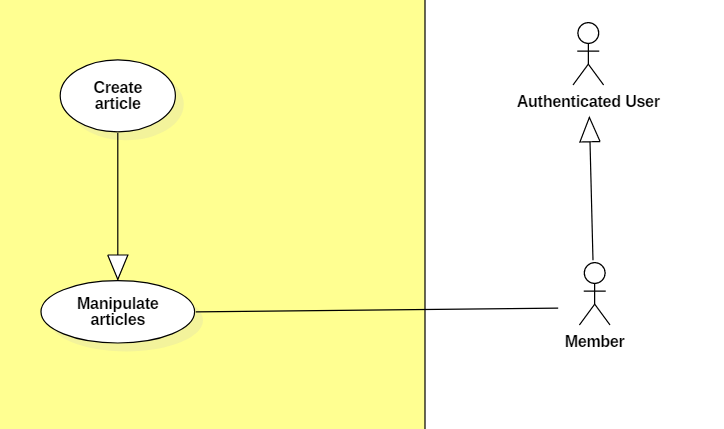 Create
article
Authenticated User
Manipulate
articles
Member